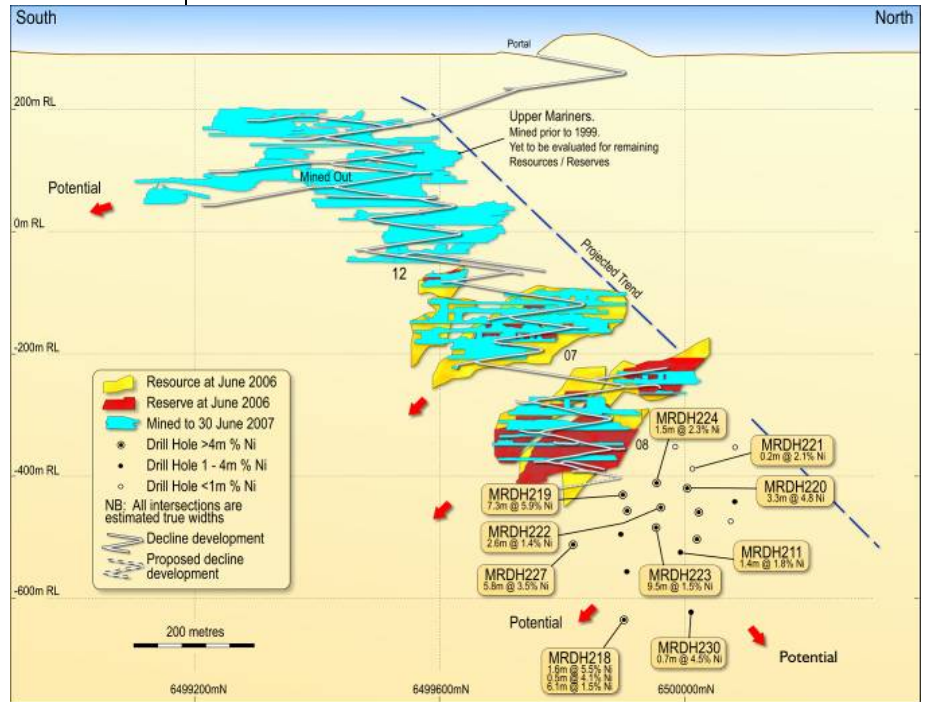 South
North
Portal
200m RL
Upper Mariners.
Mined prior to 1999.
Yet to be evaluated for remaining
Resources / Reserves
Mined Out
Potential
0m RL
Projected Trend
12
-200m RL
07
Resource at June 2006
Reserve at June 2006
Mined to 30 June 2007
Drill Hole >4m % Ni
Drill Hole 1 - 4m % Ni
Drill Hole <1m % Ni
NB: All intersections are
estimated true widths
Decline development
Proposed decline
development
08
MRDH224
1.5m @ 2.3% Ni
MRDH221
0.2m @ 2.1% Ni
-400m RL
MRDH219
7.3m @ 5.9% Ni
MRDH220
3.3m @ 4.8 Ni
MRDH222
2.6m @ 1.4% Ni
MRDH211
1.4m @ 1.8% Ni
MRDH227
5.8m @ 3.5% Ni
MRDH223
9.5m @ 1.5% Ni
-600m RL
Potential
200 metres
MRDH218
1.6m @ 5.5% Ni
0.5m @ 4.1% Ni
6.1m @ 1.5% Ni
MRDH230
0.7m @ 4.5% Ni
Potential
6499200mN
6499600mN
6500000mN